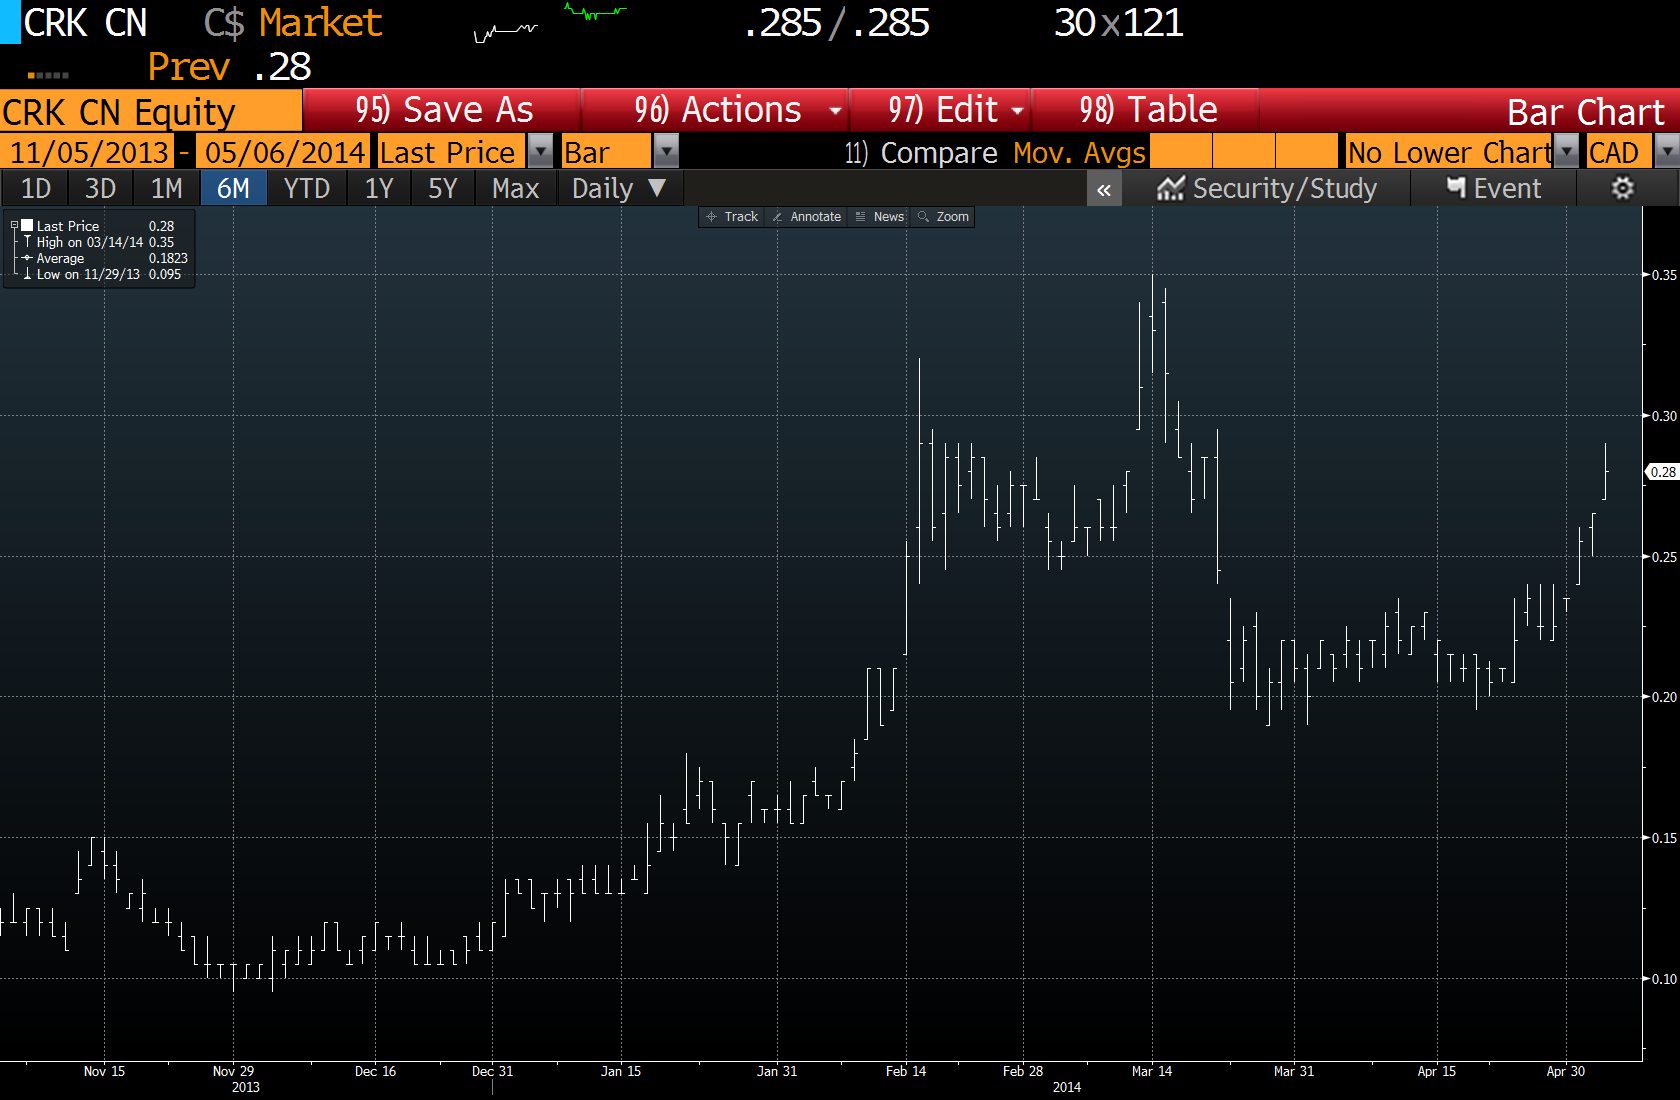 CRK CN C$ Market .285/.285 30x121
Prev .28
CRK CN Equity 95) Save As 96) Actions 97) Edit 98) Table Bar Chart
11/05/2013 - 05/06/2014 Last Price Bar 11) Compare Mov. Avgs No Lower Chart CAD
1D 3D 1M 6M YTD 1Y 5Y Max Daily ▼ « Security/Study Event
Track Annotate News Zoom
Last Price 0.28
High on 03/14/14 0.35
Average 0.1823
Low on 11/29/13 0.095
0.35
0.30
0.28
0.25
0.20
0.15
0.10
Nov 15 Nov 29 Dec 16 Dec 31 Jan 15 Jan 31 Feb 14 Feb 28 Mar 14 Mar 31 Apr 15 Apr 30
2013 2014